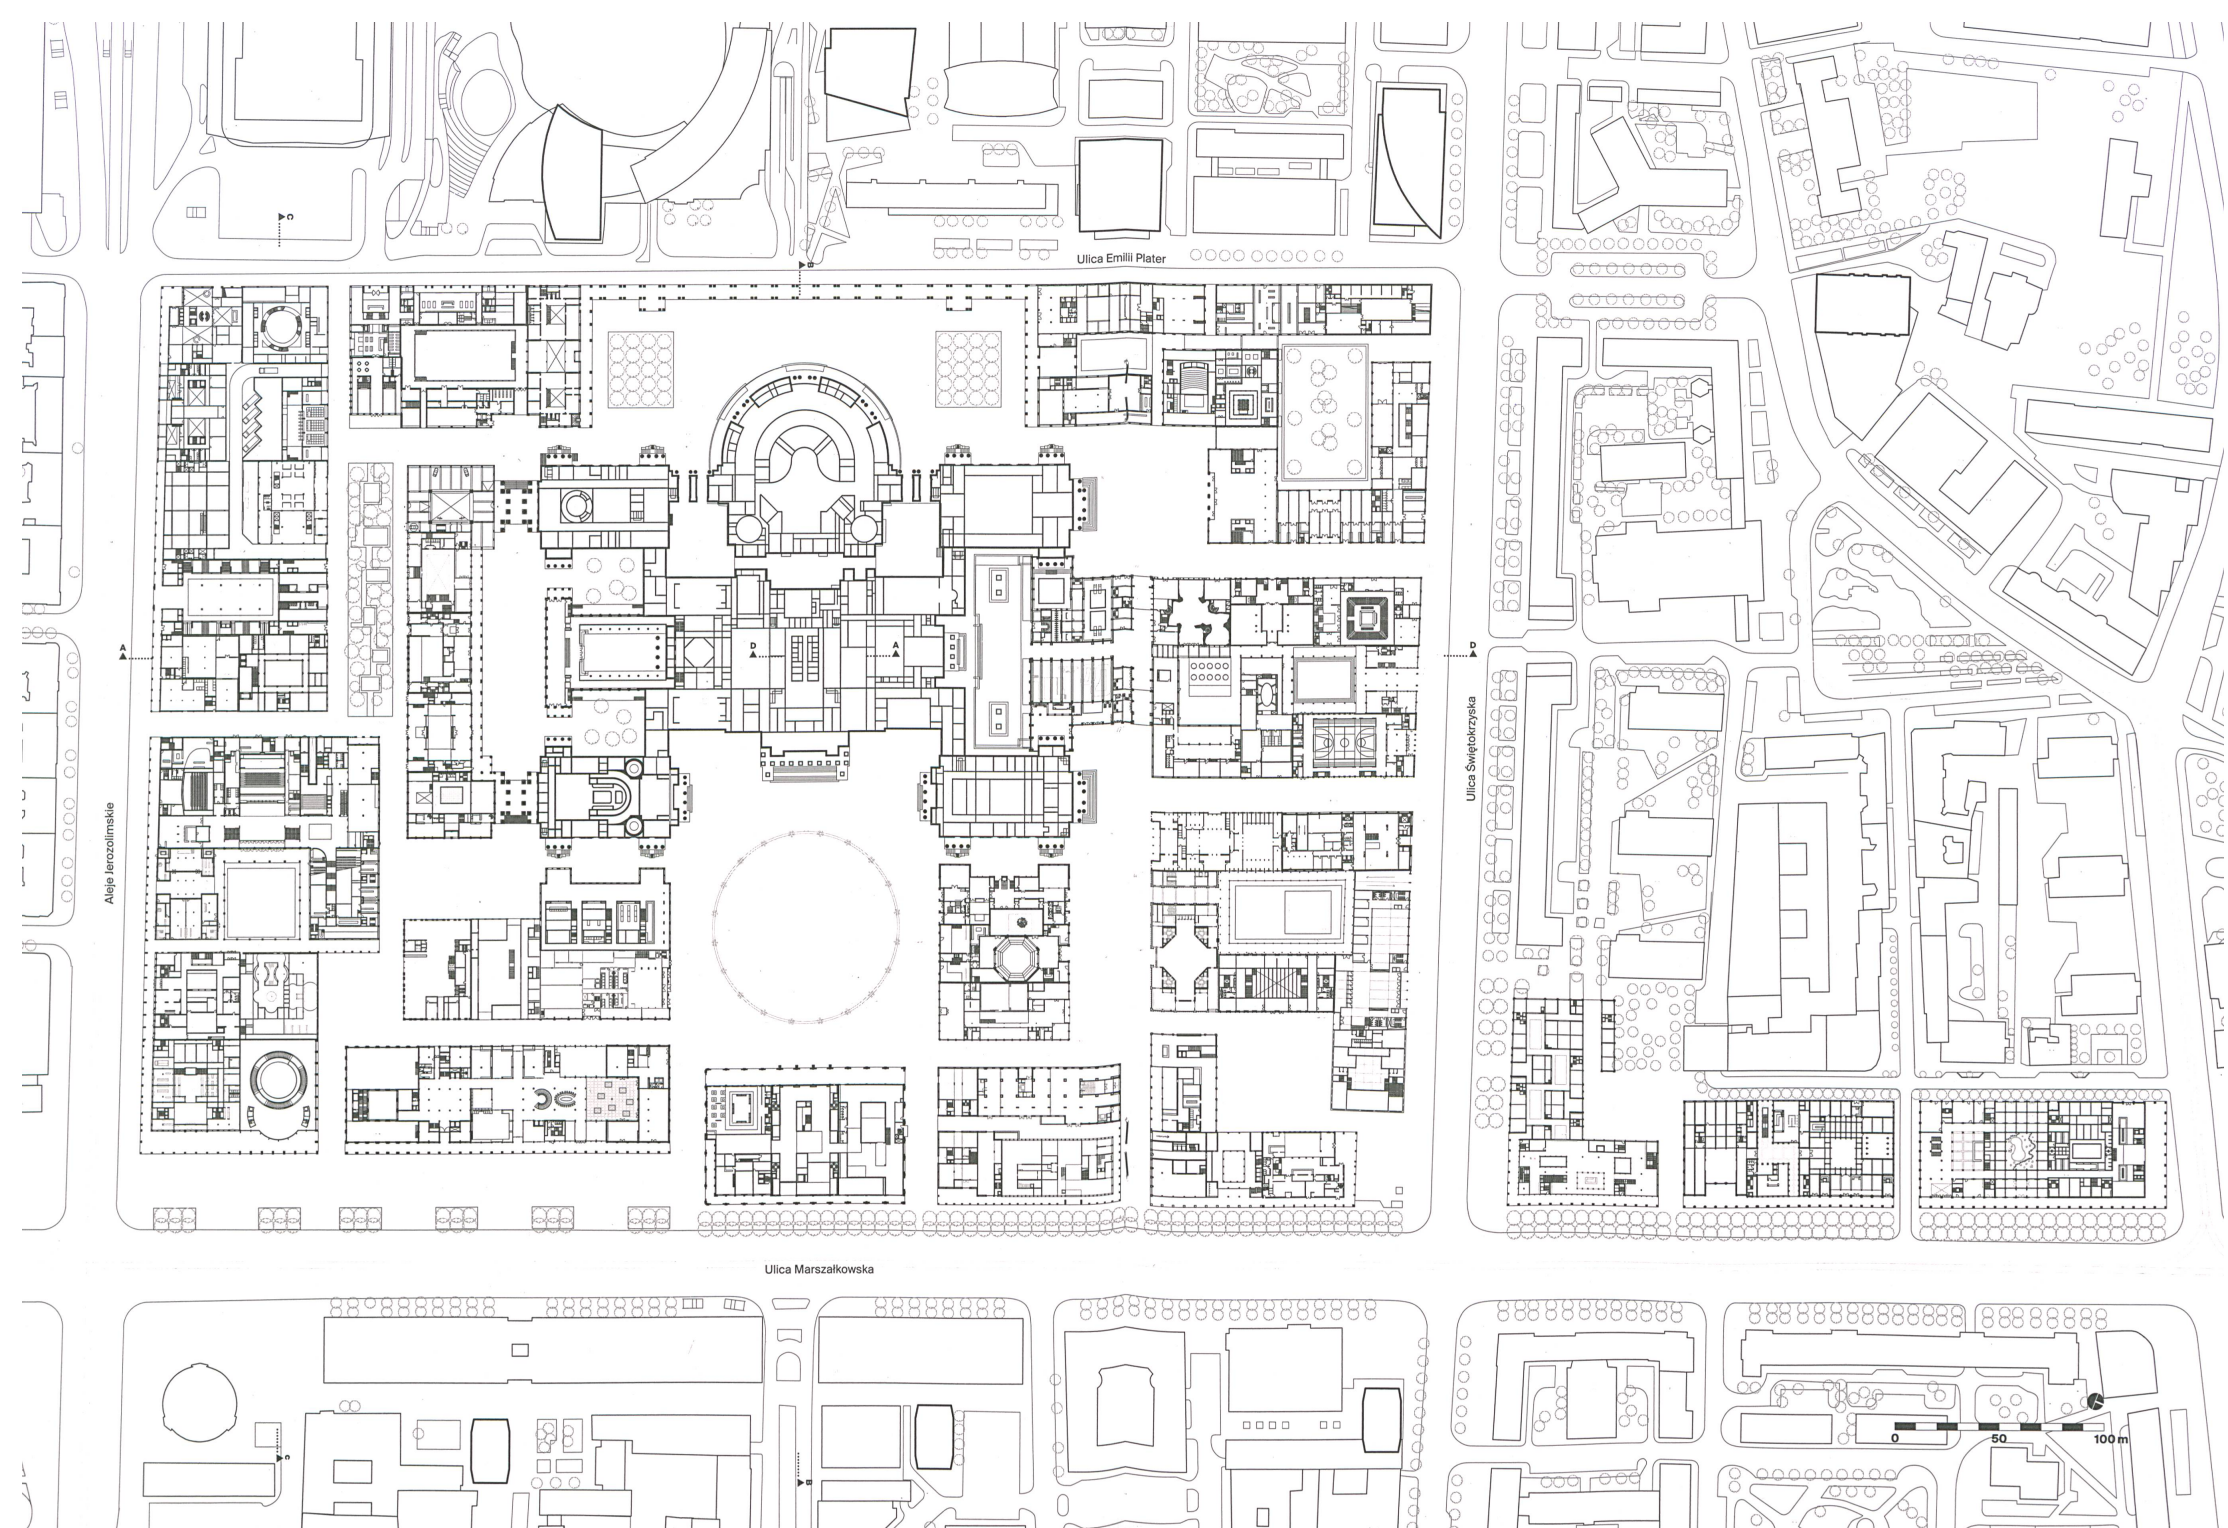 C
B
Ulica Emilii Plater
A
D
A
D
Ulica Świętokrzyska
Aleje Jerozolimskie
Ulica Marszałkowska
0 50 100 m
C
B